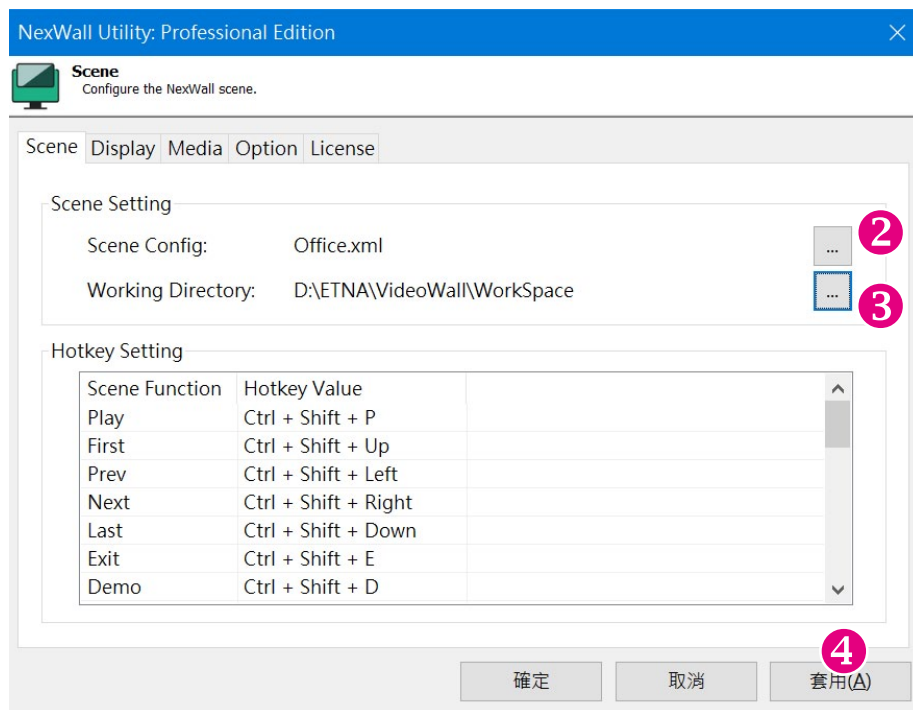 NexWall Utility: Professional Edition
Scene
Configure the NexWall scene.
Scene Display Media Option License
Scene Setting
Scene Config: Office.xml ... 2
Working Directory: D:\ETNA\VideoWall\WorkSpace ... 3
Hotkey Setting
Scene Function Hotkey Value
Play Ctrl + Shift + P
First Ctrl + Shift + Up
Prev Ctrl + Shift + Left
Next Ctrl + Shift + Right
Last Ctrl + Shift + Down
Exit Ctrl + Shift + E
Demo Ctrl + Shift + D
4
確定 取消 套用(A)